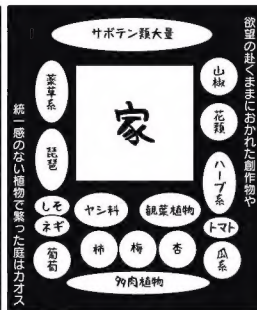 欲望の赴くままにおかれた創作物や
統一感のない植物で繁った庭はカオス
サボテン類大量
山椒
花類
ハーブ系
トマト
瓜系
薬草系
琵琶
しそ
ネギ
葡萄
家
ヤシ科
観葉植物
柿
梅
杏
多肉植物